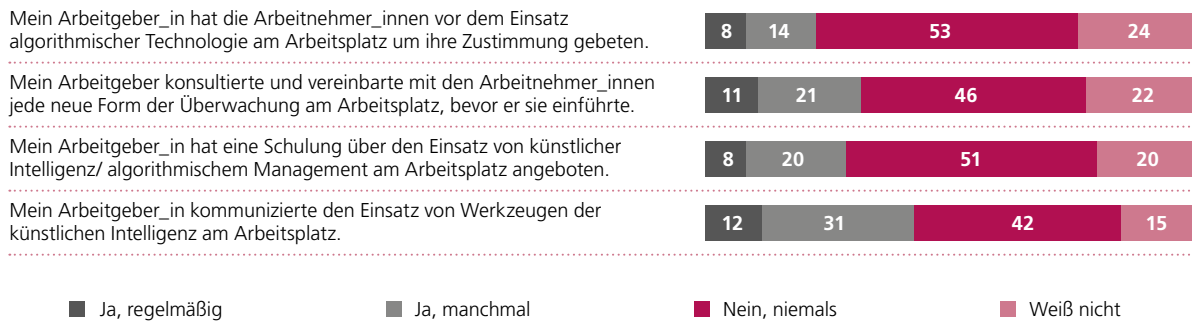 Mein Arbeitgeber_in hat die Arbeitnehmer_innen vor dem Einsatz
algorithmischer Technologie am Arbeitsplatz um ihre Zustimmung gebeten.
8 14 53 24
Mein Arbeitgeber konsultierte und vereinbarte mit den Arbeitnehmer_innen
jede neue Form der Überwachung am Arbeitsplatz, bevor er sie einführte.
11 21 46 22
Mein Arbeitgeber_in hat eine Schulung über den Einsatz von künstlicher
Intelligenz/ algorithmischem Management am Arbeitsplatz angeboten.
8 20 51 20
Mein Arbeitgeber_in kommunizierte den Einsatz von Werkzeugen der
künstlichen Intelligenz am Arbeitsplatz.
12 31 42 15
Ja, regelmäßig Ja, manchmal Nein, niemals Weiß nicht